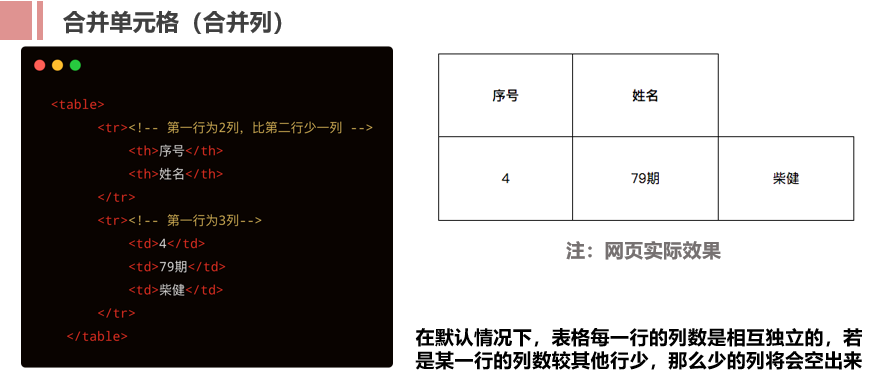 合并单元格（合并列）
<table>
<tr><!-- 第一行为2列，比第二行少一列 -->
<th>序号</th>
<th>姓名</th>
</tr>
<tr><!-- 第一行为3列-->
<td>4</td>
<td>79期</td>
<td>柴健</td>
</tr>
</table>
序号 姓名
4 79期 柴健
注：网页实际效果
在默认情况下，表格每一行的列数是相互独立的，若
是某一行的列数较其他行少，那么少的列将会空出来